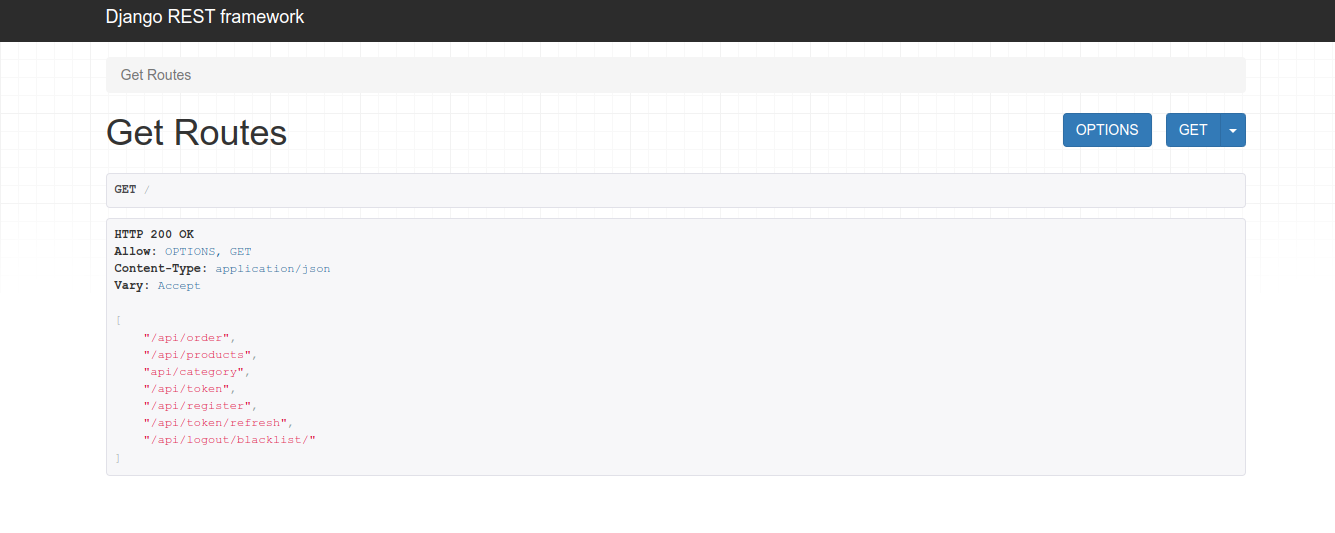 Django REST framework
Get Routes
Get Routes
OPTIONS
GET
GET /
HTTP 200 OK
Allow: OPTIONS, GET
Content-Type: application/json
Vary: Accept
[
    "/api/order",
    "/api/products",
    "api/category",
    "/api/token",
    "/api/register",
    "/api/token/refresh",
    "/api/logout/blacklist/"
]